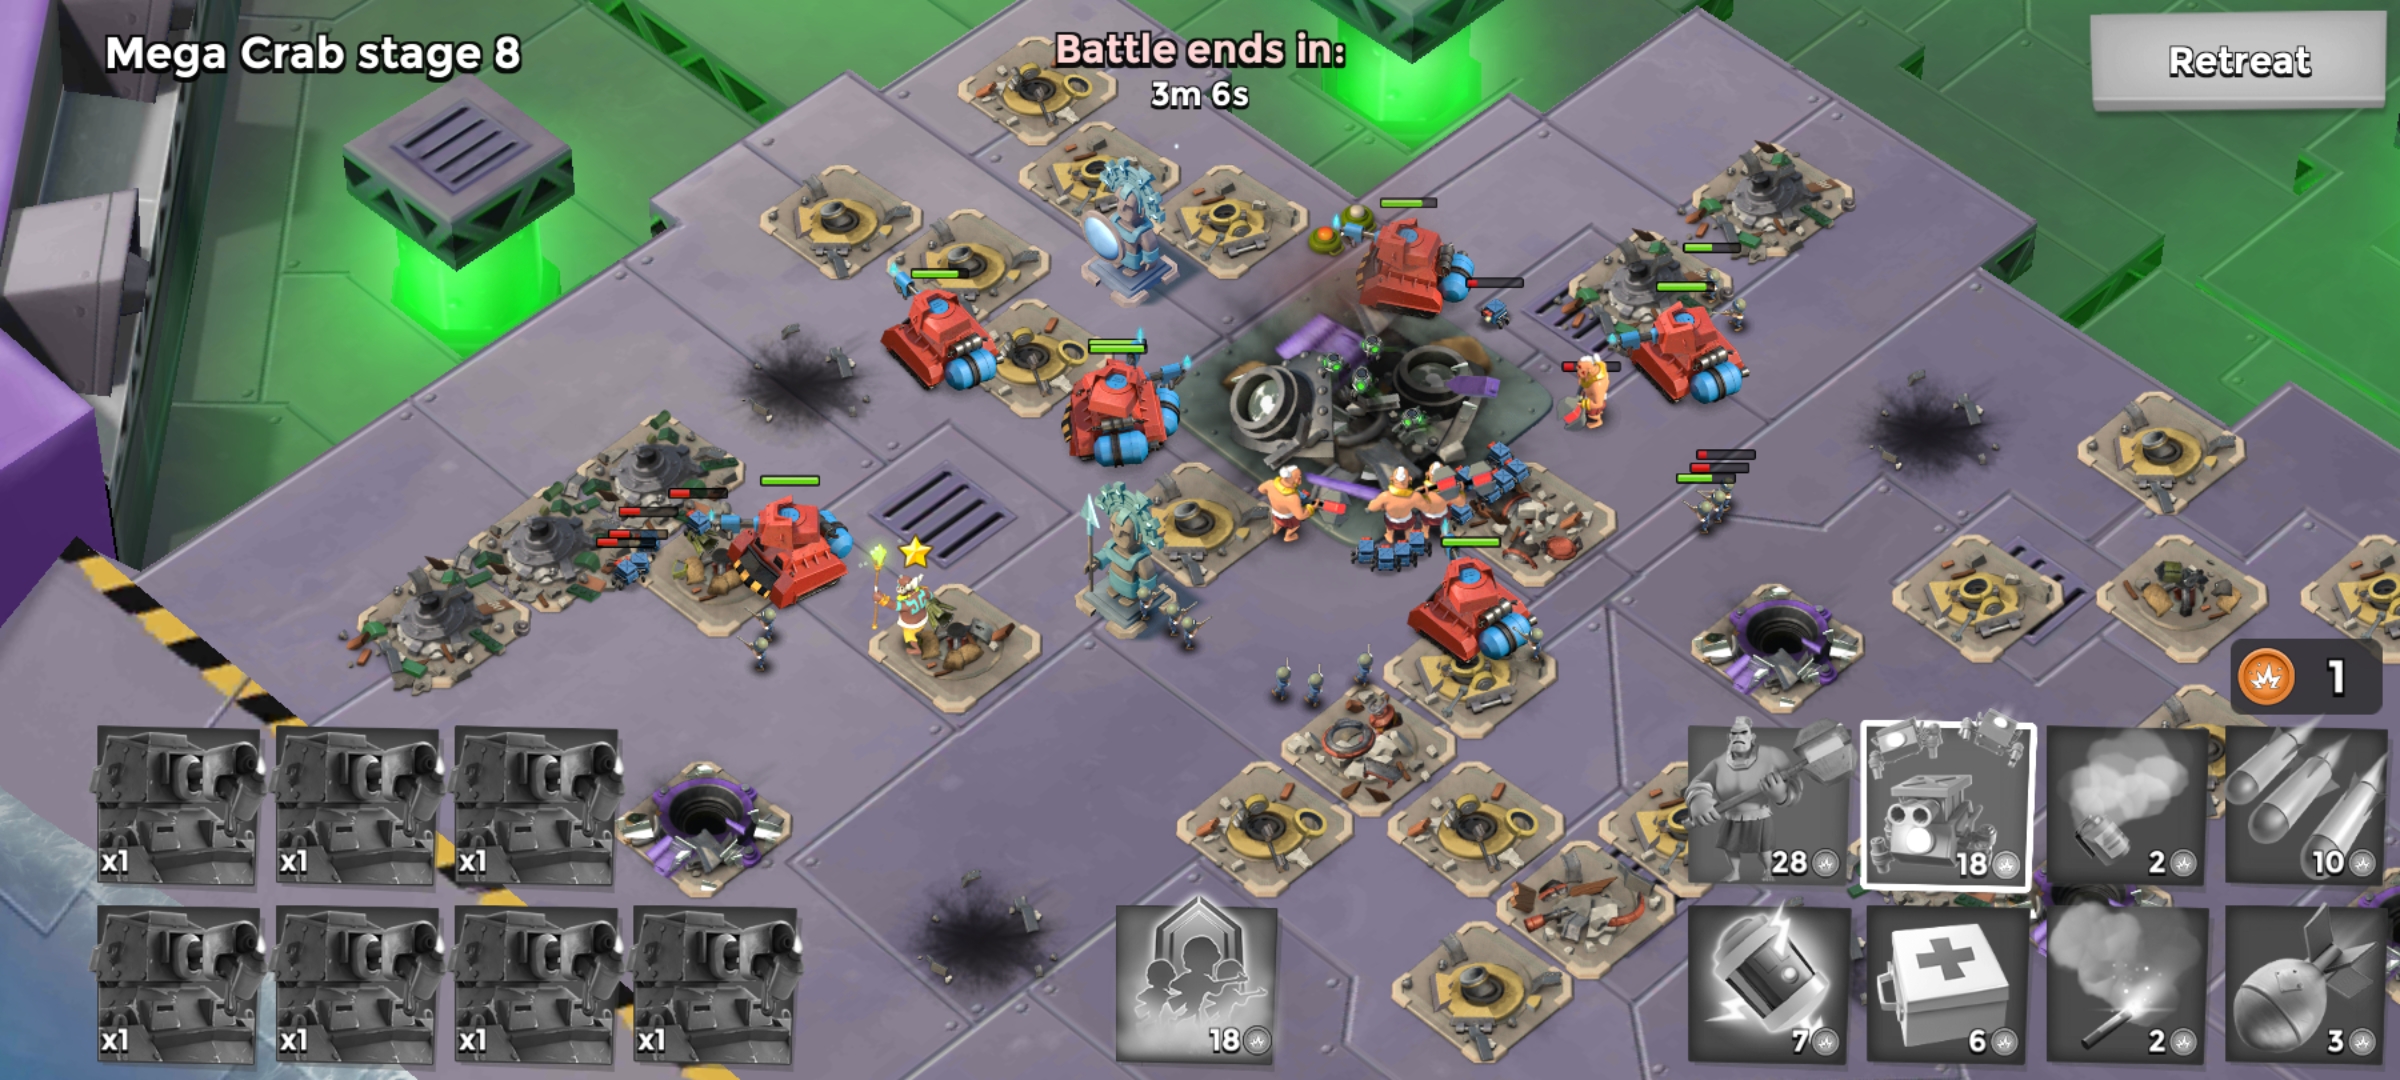 Mega Crab stage 8
Battle ends in:
3m 6s
Retreat
1
x1
x1
x1
28
18
2
10
x1
x1
x1
x1
18
7
6
2
3